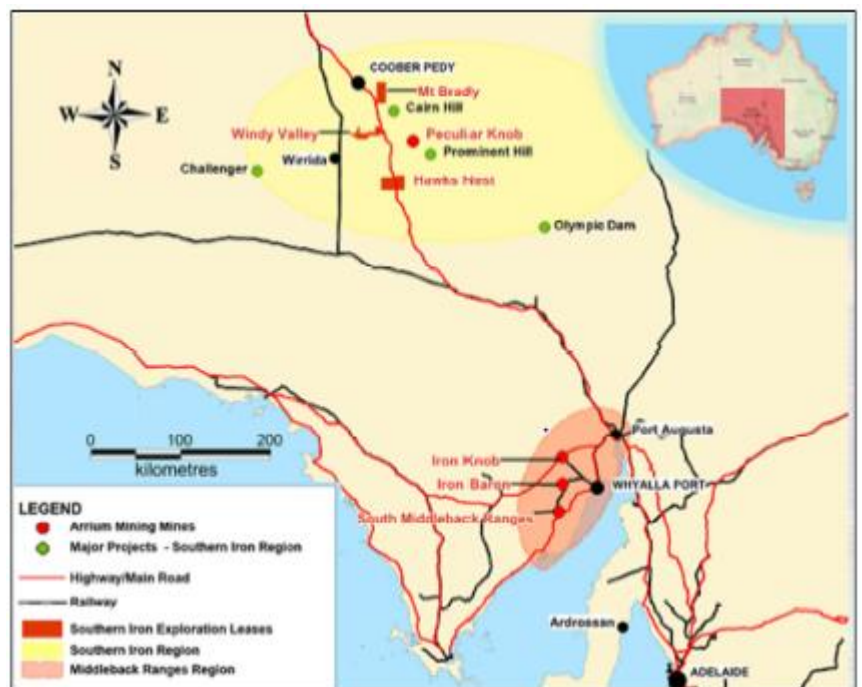 N
W E
S
COOBER PEDY
Mt Bradly
Cairn Hill
Windy Valley
Peculiar Knob
Prominent Hill
Wirrida
Challenger
Hawks Nest
Olympic Dam
0 100 200
kilometres
Port Augusta
Iron Knob
Iron Baron
WHYALLA PORT
South Middleback Ranges
Ardrossan
ADELAIDE
LEGEND
Arrium Mining Mines
Major Projects - Southern Iron Region
Highway/Main Road
Railway
Southern Iron Exploration Leases
Southern Iron Region
Middleback Ranges Region